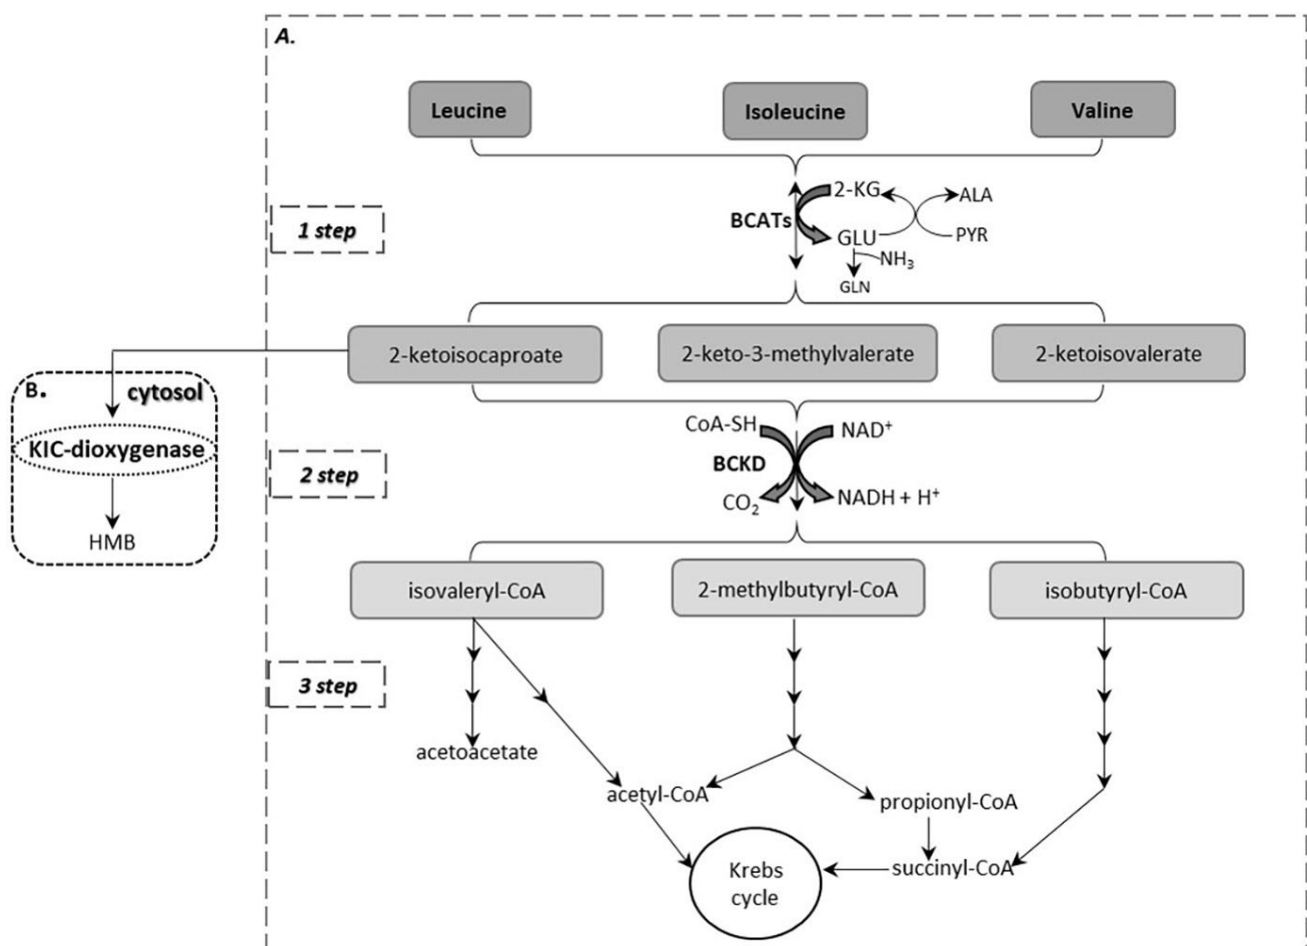 A.
Leucine
Isoleucine
Valine
1 step
BCATs
2-KG
ALA
GLU
PYR
NH₃
GLN
2-ketoisocaproate
2-keto-3-methylvalerate
2-ketoisovalerate
B.
cytosol
KIC-dioxygenase
HMB
2 step
CoA-SH
NAD⁺
BCKD
CO₂
NADH + H⁺
isovaleryl-CoA
2-methylbutyryl-CoA
isobutyryl-CoA
3 step
acetoacetate
acetyl-CoA
propionyl-CoA
succinyl-CoA
Krebs
cycle